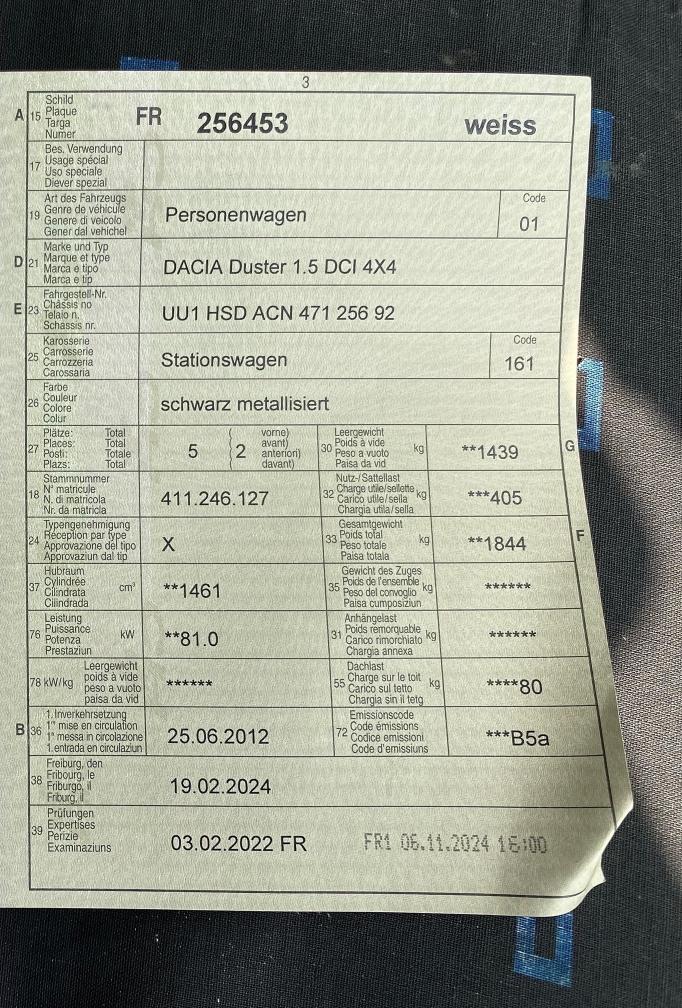 3
A 15 Schild
Plaque
Targa
Numer
FR 256453 weiss
17 Bes. Verwendung
Usage spécial
Uso speciale
Diever spezial
19 Art des Fahrzeugs
Genre de véhicule
Genere di veicolo
Gener dal vehichel
Personenwagen
Code
01
D 21 Marke und Typ
Marque et type
Marca e tipo
Marca e tip
DACIA Duster 1.5 DCI 4X4
E 23 Fahrgestell-Nr.
Châssis no
Telaio n.
Schassis nr.
UU1 HSD ACN 471 256 92
25 Karosserie
Carrosserie
Carrozzeria
Carossaria
Stationswagen
Code
161
26 Farbe
Couleur
Colore
Colur
schwarz metallisiert
27 Plätze: Total
Places: Total
Posti: Totale
Plazs: Total
5 ( 2 vorne)
avant)
anteriori)
davant)
30 Leergewicht
Poids à vide kg
Peso a vuoto
Paisa da vid
**1439
G
18 Stammnummer
N° matricule
N. di matricola
Nr. da matricla
411.246.127
32 Nutz-/Sattellast
Charge utile/sellette kg
Carico utile/sella
Chargia utila/sella
***405
24 Typengenehmigung
Réception par type
Approvazione del tipo
Approvaziun dal tip
X
33 Gesamtgewicht
Poids total kg
Peso totale
Paisa totala
**1844
F
37 Hubraum
Cylindrée cm³
Cilindrata
Cilindrada
**1461
35 Gewicht des Zuges
Poids de l'ensemble kg
Peso del convoglio
Paisa cumposiziun
******
76 Leistung
Puissance kW
Potenza
Prestaziun
**81.0
31 Anhängelast
Poids remorquable kg
Carico rimorchiato
Chargia annexa
******
78 kW/kg Leergewicht
poids à vide
peso a vuoto
paisa da vid
******
55 Dachlast
Charge sur le toit kg
Carico sul tetto
Chargia sin il tetg
****80
B 36 1. Inverkehrsetzung
1re mise en circulation
1a messa in circolazione
1. entrada en circulaziun
25.06.2012
72 Emissionscode
Code émissions
Codice emissioni
Code d'emissiuns
***B5a
38 Freiburg, den
Fribourg, le
Friburgo, il
Friburg, il
19.02.2024
39 Prüfungen
Expertises
Perizie
Examinaziuns
03.02.2022 FR
FR1 06.11.2024 16:00